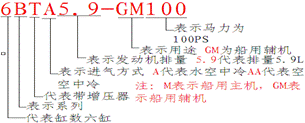 6BTA5.9-GM100
表示马力为
100PS
表示用途 GM为船用辅机
表示发动机排量 5.9代表排量5.9L
表示进气方式 A代表水空中冷AA代表空
空中冷
代表带增压器
表示系列
代表缸数六缸
注: M表示船用主机, GM表
示船用辅机